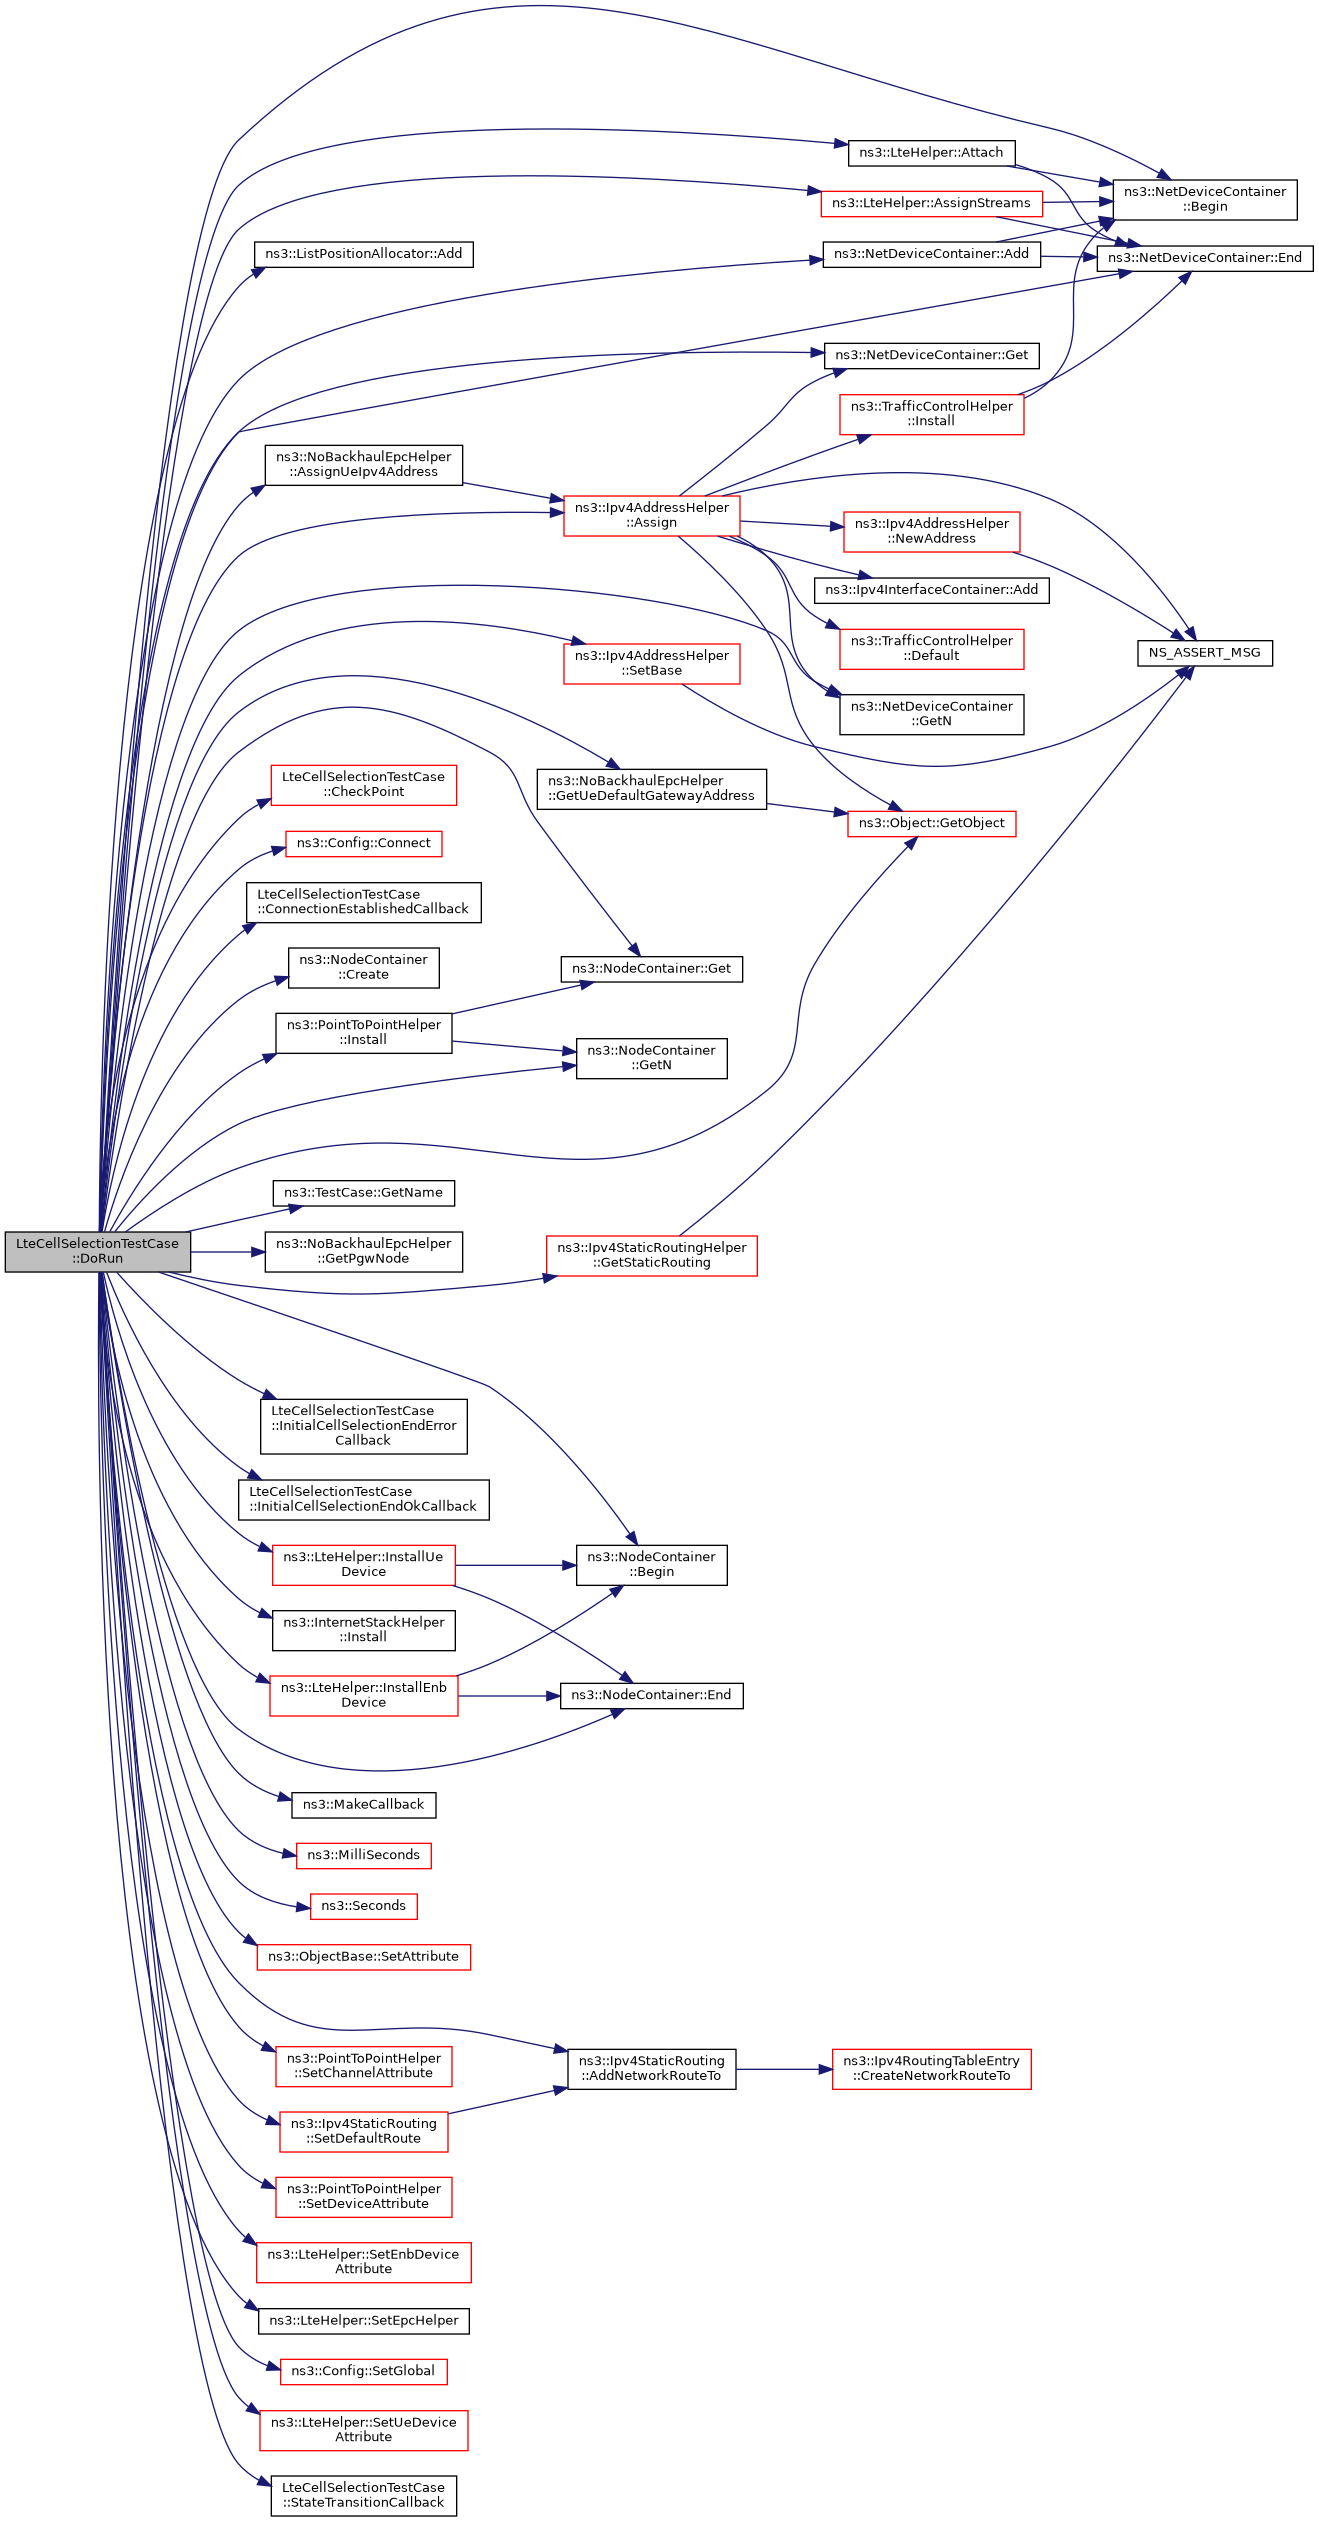 ns3::LteHelper::Attach
ns3::NetDeviceContainer
::Begin
ns3::LteHelper::AssignStreams
ns3::ListPositionAllocator::Add
ns3::NetDeviceContainer::Add
ns3::NetDeviceContainer::End
ns3::NetDeviceContainer::Get
ns3::TrafficControlHelper
::Install
ns3::NoBackhaulEpcHelper
::AssignUeIpv4Address
ns3::Ipv4AddressHelper
::Assign
ns3::Ipv4AddressHelper
::NewAddress
ns3::Ipv4InterfaceContainer::Add
ns3::TrafficControlHelper
::Default
NS_ASSERT_MSG
ns3::Ipv4AddressHelper
::SetBase
ns3::NetDeviceContainer
::GetN
LteCellSelectionTestCase
::CheckPoint
ns3::NoBackhaulEpcHelper
::GetUeDefaultGatewayAddress
ns3::Object::GetObject
ns3::Config::Connect
LteCellSelectionTestCase
::ConnectionEstablishedCallback
ns3::NodeContainer
::Create
ns3::NodeContainer::Get
ns3::PointToPointHelper
::Install
ns3::NodeContainer
::GetN
ns3::TestCase::GetName
LteCellSelectionTestCase
::DoRun
ns3::NoBackhaulEpcHelper
::GetPgwNode
ns3::Ipv4StaticRoutingHelper
::GetStaticRouting
LteCellSelectionTestCase
::InitialCellSelectionEndError
Callback
LteCellSelectionTestCase
::InitialCellSelectionEndOkCallback
ns3::LteHelper::InstallUe
Device
ns3::NodeContainer
::Begin
ns3::InternetStackHelper
::Install
ns3::LteHelper::InstallEnb
Device
ns3::NodeContainer::End
ns3::MakeCallback
ns3::MilliSeconds
ns3::Seconds
ns3::ObjectBase::SetAttribute
ns3::PointToPointHelper
::SetChannelAttribute
ns3::Ipv4StaticRouting
::AddNetworkRouteTo
ns3::Ipv4RoutingTableEntry
::CreateNetworkRouteTo
ns3::Ipv4StaticRouting
::SetDefaultRoute
ns3::PointToPointHelper
::SetDeviceAttribute
ns3::LteHelper::SetEnbDevice
Attribute
ns3::LteHelper::SetEpcHelper
ns3::Config::SetGlobal
ns3::LteHelper::SetUeDevice
Attribute
LteCellSelectionTestCase
::StateTransitionCallback